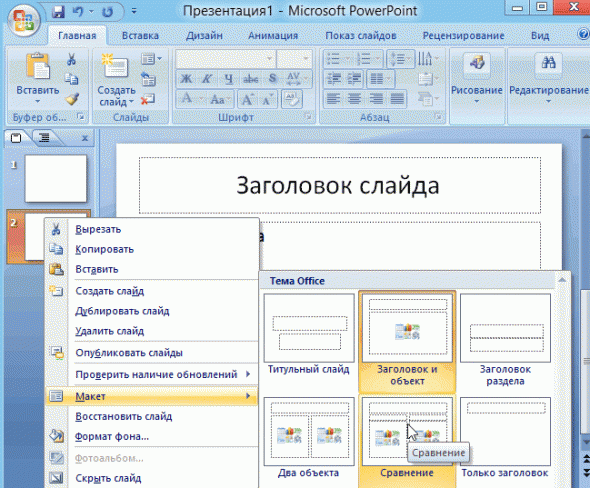 Презентация1 - Microsoft PowerPoint
Главная Вставка Дизайн Анимация Показ слайдов Рецензирование Вид
Вставить
Создать слайд
Ж К Ч abc S AV
A Aa A A
Рисование
Редактирование
Буфер об... Слайды Шрифт Абзац
1
Заголовок слайда
2
а
Вырезать
Копировать
Вставить
Создать слайд
Дублировать слайд
Удалить слайд
Опубликовать слайды
Проверить наличие обновлений
Макет
Восстановить слайд
Формат фона...
Фотоальбом...
Скрыть слайд
Тема Office
Титульный слайд
Заголовок и
объект
Заголовок
раздела
Два объекта
Сравнение
Только заголовок
Сравнение